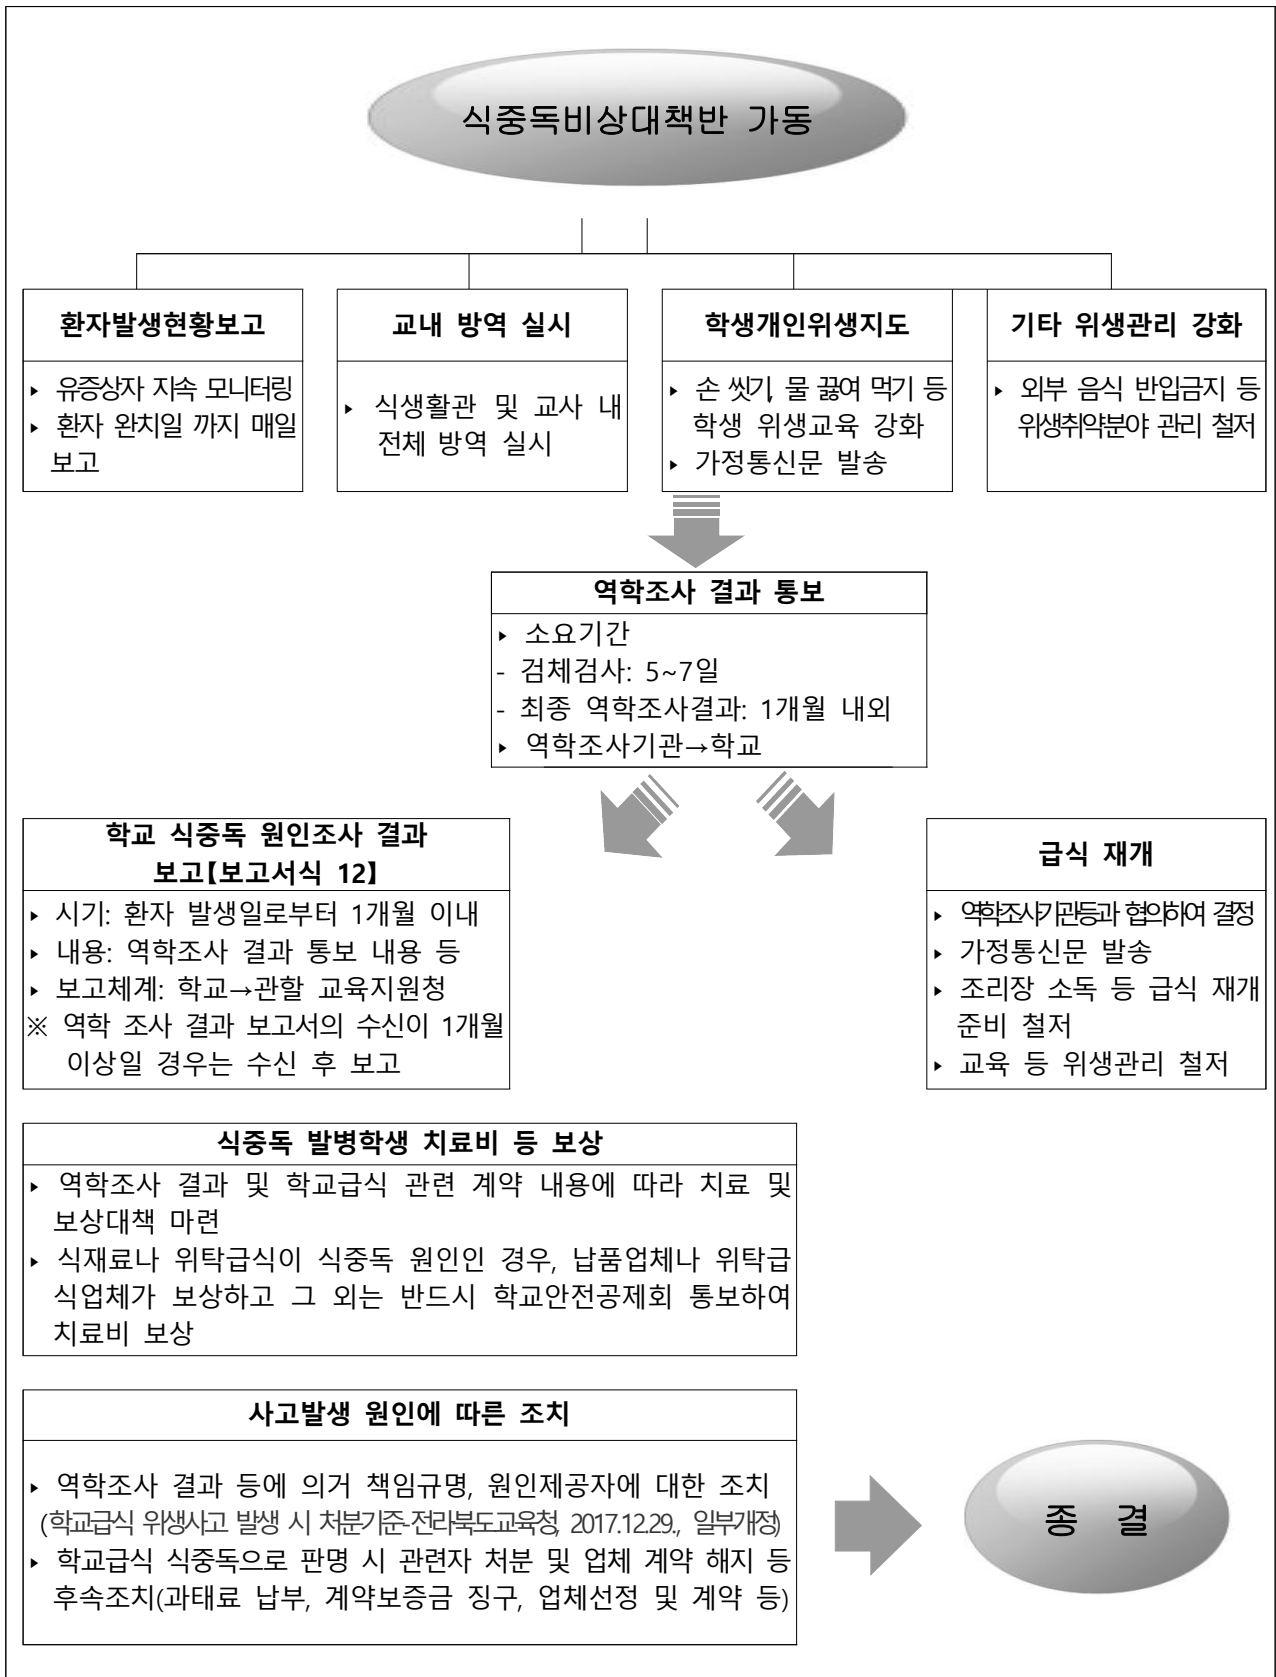 식중독비상대책반 가동
환자발생현황보고
▸ 유증상자 지속 모니터링
▸ 환자 완치일 까지 매일
보고
교내 방역 실시
▸ 식생활관 및 교사 내
전체 방역 실시
학생개인위생지도
▸ 손 씻기, 물 끓여 먹기 등
학생 위생교육 강화
▸ 가정통신문 발송
기타 위생관리 강화
▸ 외부 음식 반입금지 등
위생취약분야 관리 철저
역학조사 결과 통보
▸ 소요기간
- 검체검사: 5~7일
- 최종 역학조사결과: 1개월 내외
▸ 역학조사기관→학교
학교 식중독 원인조사 결과
보고【보고서식 12】
▸ 시기: 환자 발생일로부터 1개월 이내
▸ 내용: 역학조사 결과 통보 내용 등
▸ 보고체계: 학교→관할 교육지원청
※ 역학 조사 결과 보고서의 수신이 1개월
이상일 경우는 수신 후 보고
급식 재개
▸ 역학조사기관등과 협의하여 결정
▸ 가정통신문 발송
▸ 조리장 소독 등 급식 재개
준비 철저
▸ 교육 등 위생관리 철저
식중독 발병학생 치료비 등 보상
▸ 역학조사 결과 및 학교급식 관련 계약 내용에 따라 치료 및
보상대책 마련
▸ 식재료나 위탁급식이 식중독 원인인 경우, 납품업체나 위탁급
식업체가 보상하고 그 외는 반드시 학교안전공제회 통보하여
치료비 보상
사고발생 원인에 따른 조치
▸ 역학조사 결과 등에 의거 책임규명, 원인제공자에 대한 조치
(학교급식 위생사고 발생 시 처분기준-전라북도교육청, 2017.12.29., 일부개정)
▸ 학교급식 식중독으로 판명 시 관련자 처분 및 업체 계약 해지 등
후속조치(과태료 납부, 계약보증금 징구, 업체선정 및 계약 등)
종 결